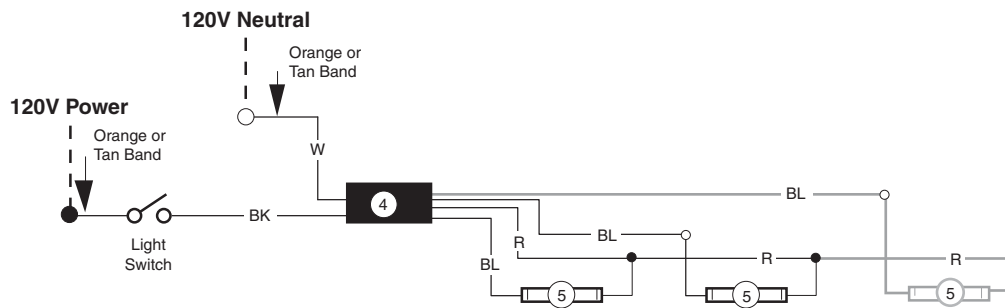 120V Neutral
Orange or
Tan Band
120V Power
Orange or
Tan Band
W
4
BL
BK
R
BL
R
R
BL
Light
Switch
5
5
5